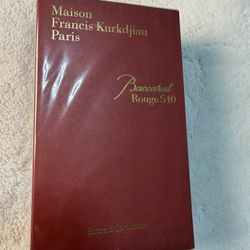 Maison
Francis Kurkdjian
Paris
Baccarat
Rouge 540
Extrait de parfum